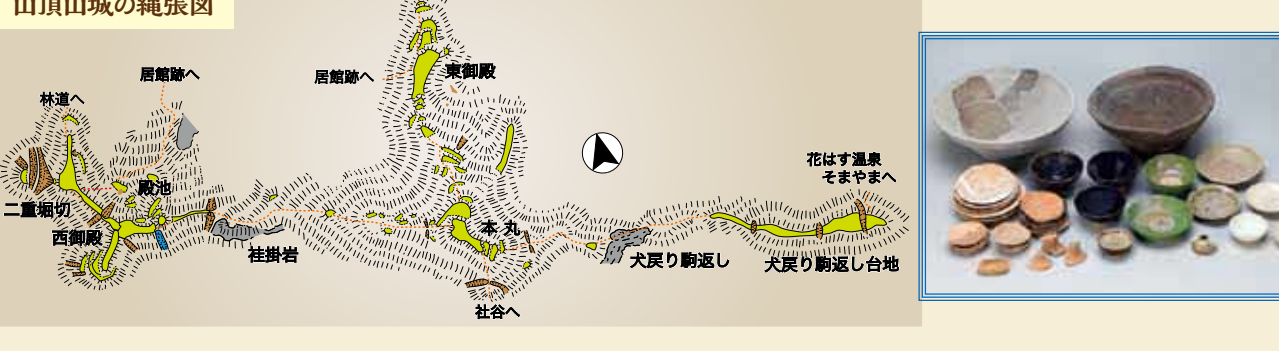 山頂山城の縄張図
居館跡へ
居館跡へ
東御殿
林道へ
花はす温泉
そまやまへ
殿池
二重堀切
西御殿
本丸
袿掛岩
犬戻り駒返し
犬戻り駒返し台地
社谷へ